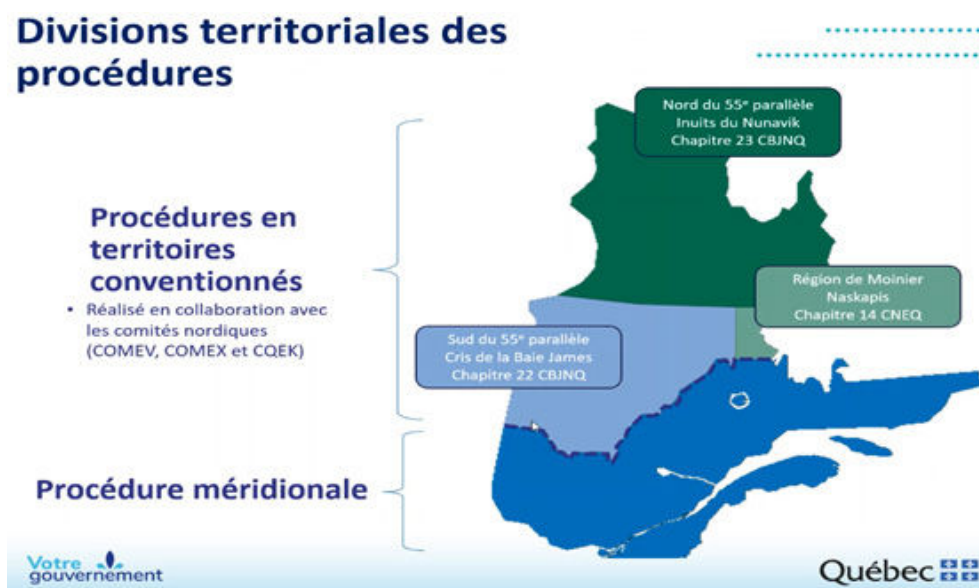 Divisions territoriales des
procédures
Nord du 55e parallèle
Inuits du Nunavik
Chapitre 23 CBJNQ
Procédures en
territoires
conventionnés
• Réalisé en collaboration avec
les comités nordiques
(COMEV, COMEX et CQEK)
Région de Moinier
Naskapis
Chapitre 14 CNEQ
Sud du 55e parallèle
Cris de la Baie James
Chapitre 22 CBJNQ
Procédure méridionale
Votre
gouvernement
Québec